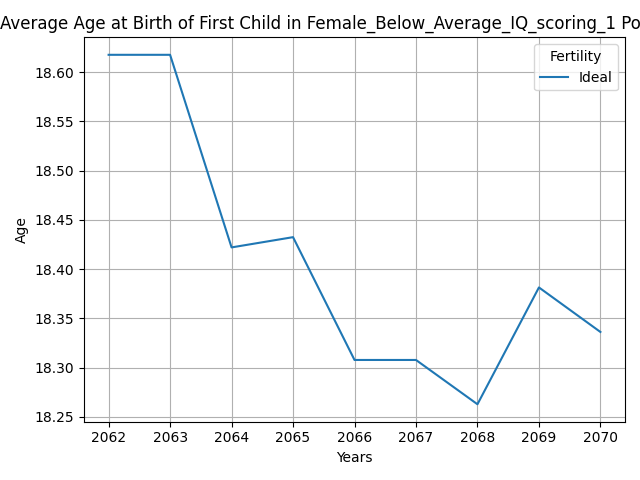 Average Age at Birth of First Child in Female_Below_Average_IQ_scoring_1 Po
Fertility
Ideal
18.60
18.55
18.50
18.45
18.40
18.35
18.30
18.25
Age
2062 2063 2064 2065 2066 2067 2068 2069 2070
Years